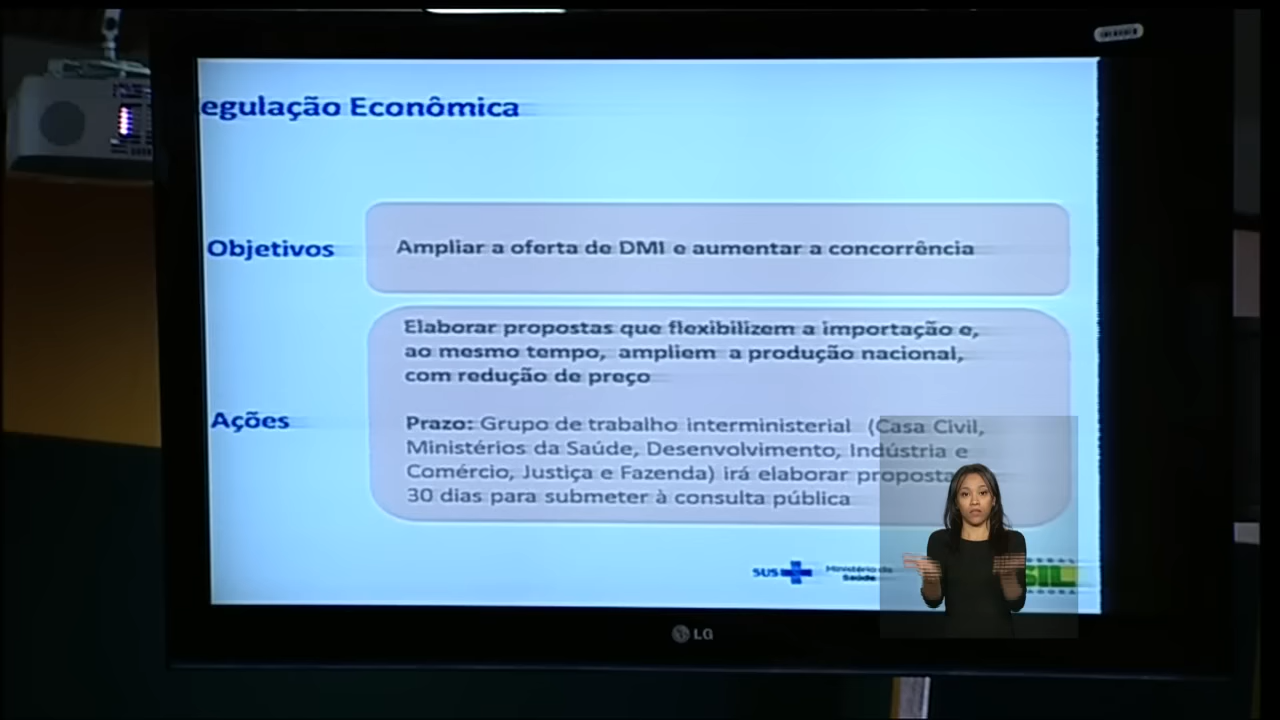 egulação Econômica
Objetivos
Ampliar a oferta de DMI e aumentar a concorrência
Elaborar propostas que flexibilizem a importação e,
ao mesmo tempo, ampliem a produção nacional,
com redução de preço
Ações
Prazo: Grupo de trabalho interministerial (Casa Civil,
Ministérios da Saúde, Desenvolvimento, Indústria e
Comércio, Justiça e Fazenda) irá elaborar proposta
30 dias para submeter à consulta pública
SUS
Ministério da
Saúde
SIL
LG